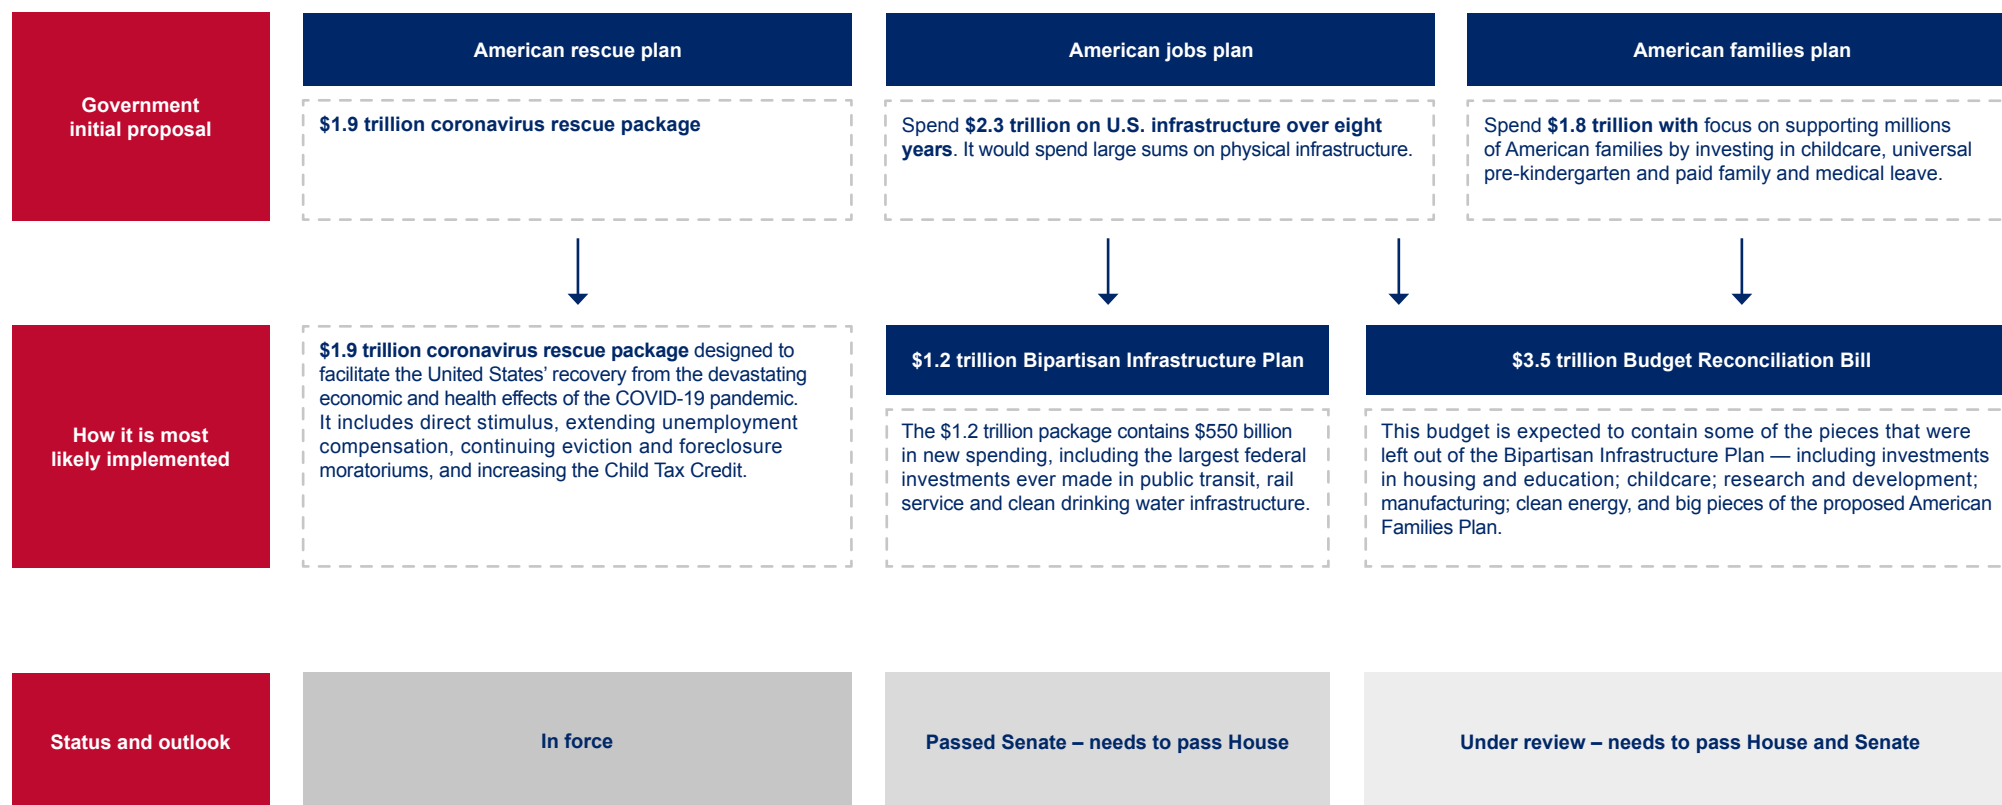 Government
initial proposal
American rescue plan
$1.9 trillion coronavirus rescue package
American jobs plan
Spend $2.3 trillion on U.S. infrastructure over eight
years. It would spend large sums on physical infrastructure.
American families plan
Spend $1.8 trillion with focus on supporting millions
of American families by investing in childcare, universal
pre-kindergarten and paid family and medical leave.
How it is most
likely implemented
$1.9 trillion coronavirus rescue package designed to
facilitate the United States’ recovery from the devastating
economic and health effects of the COVID-19 pandemic.
It includes direct stimulus, extending unemployment
compensation, continuing eviction and foreclosure
moratoriums, and increasing the Child Tax Credit.
$1.2 trillion Bipartisan Infrastructure Plan
The $1.2 trillion package contains $550 billion
in new spending, including the largest federal
investments ever made in public transit, rail
service and clean drinking water infrastructure.
$3.5 trillion Budget Reconciliation Bill
This budget is expected to contain some of the pieces that were
left out of the Bipartisan Infrastructure Plan — including investments
in housing and education; childcare; research and development;
manufacturing; clean energy, and big pieces of the proposed American
Families Plan.
Status and outlook
In force
Passed Senate – needs to pass House
Under review – needs to pass House and Senate